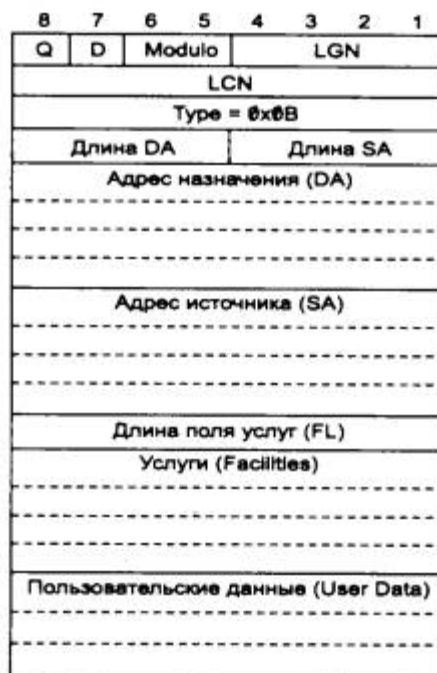 8 7 6 5 4 3 2 1
Q D Modulo LGN
LCN
Type = 0x0B
Длина DA Длина SA
Адрес назначения (DA)
Адрес источника (SA)
Длина поля услуг (FL)
Услуги (Facilities)
Пользовательские данные (User Data)